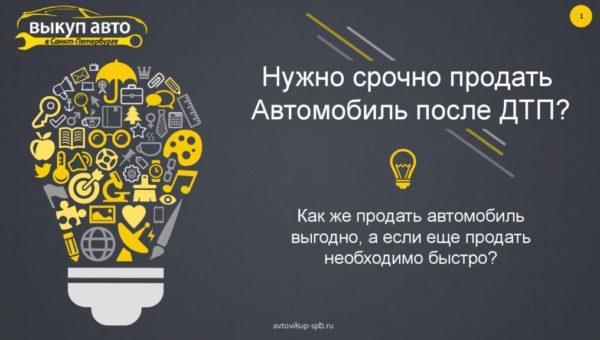 ВЫКУП АВТО
в Санкт-Петербурге
1
Нужно срочно продать
Автомобиль после ДТП?
Как же продать автомобиль
выгодно, а если еще продать
необходимо быстро?
avtovikup-spb.ru